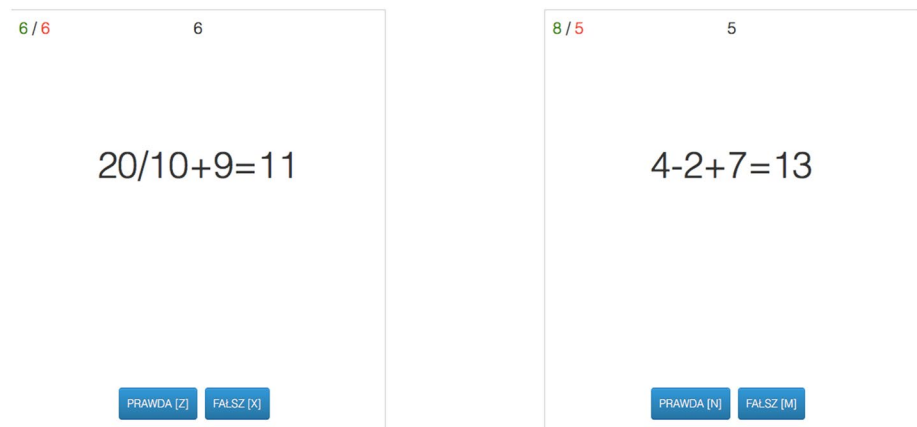 6 / 6 6
20/10+9=11
PRAWDA [Z] FAŁSZ [X]
8 / 5 5
4-2+7=13
PRAWDA [N] FAŁSZ [M]